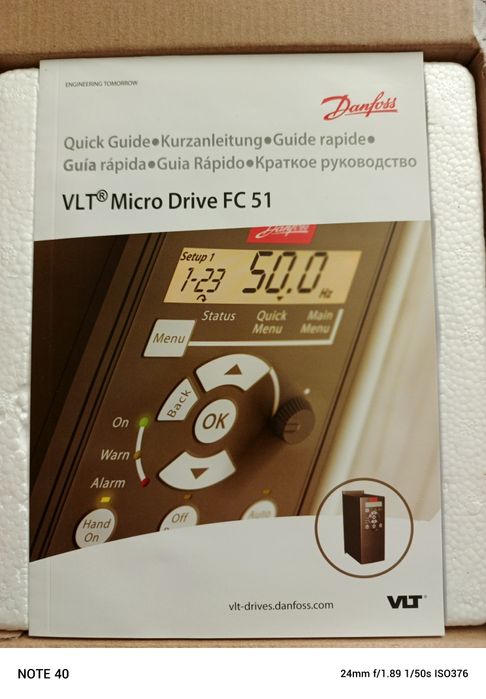 ENGINEERING TOMORROW
Danfoss
Quick Guide•Kurzanleitung•Guide rapide•
Guía rápida•Guia Rápido•Краткое руководство
VLT® Micro Drive FC 51
Danfoss
Setup 1
1-23 50.0 Hz
Status Quick Menu Main Menu
Menu
Back
OK
On
Warn
Alarm
Hand On
Off
Auto
vlt-drives.danfoss.com
VLT®
NOTE 40
24mm f/1.89 1/50s ISO376